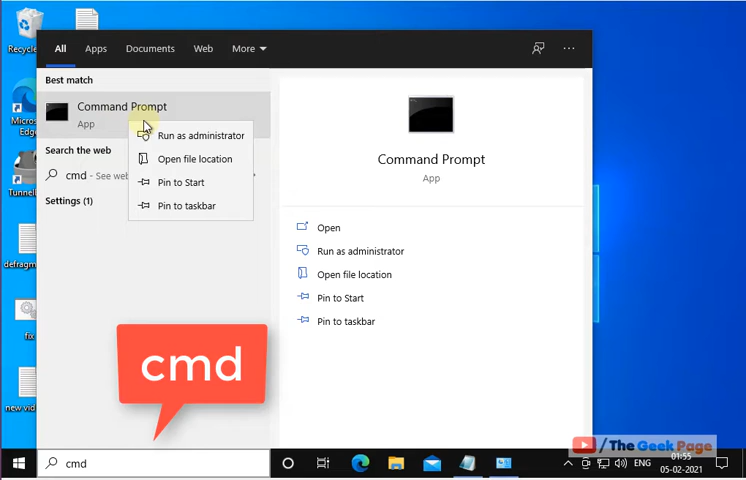 Recycle
Micros
Edge
Tunnel
defragm
fix
new vid
All Apps Documents Web More
Best match
Command Prompt
App
Run as administrator
Open file location
Pin to Start
Pin to taskbar
Search the web
cmd - See web
Settings (1)
Command Prompt
App
Open
Run as administrator
Open file location
Pin to Start
Pin to taskbar
cmd
/The Geek Page
cmd
ENG
01:55
05-02-2021